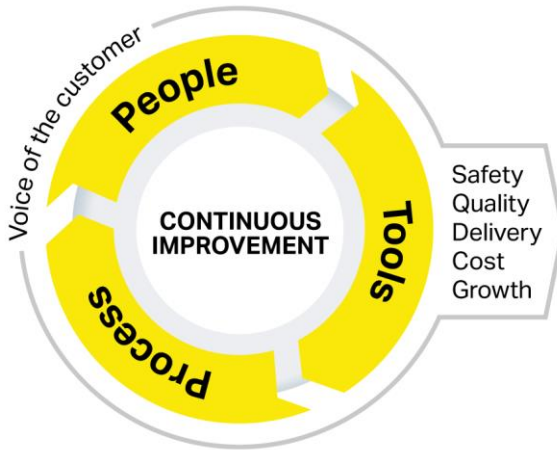 Voice of the customer
People
Tools
Process
CONTINUOUS
IMPROVEMENT
Safety
Quality
Delivery
Cost
Growth